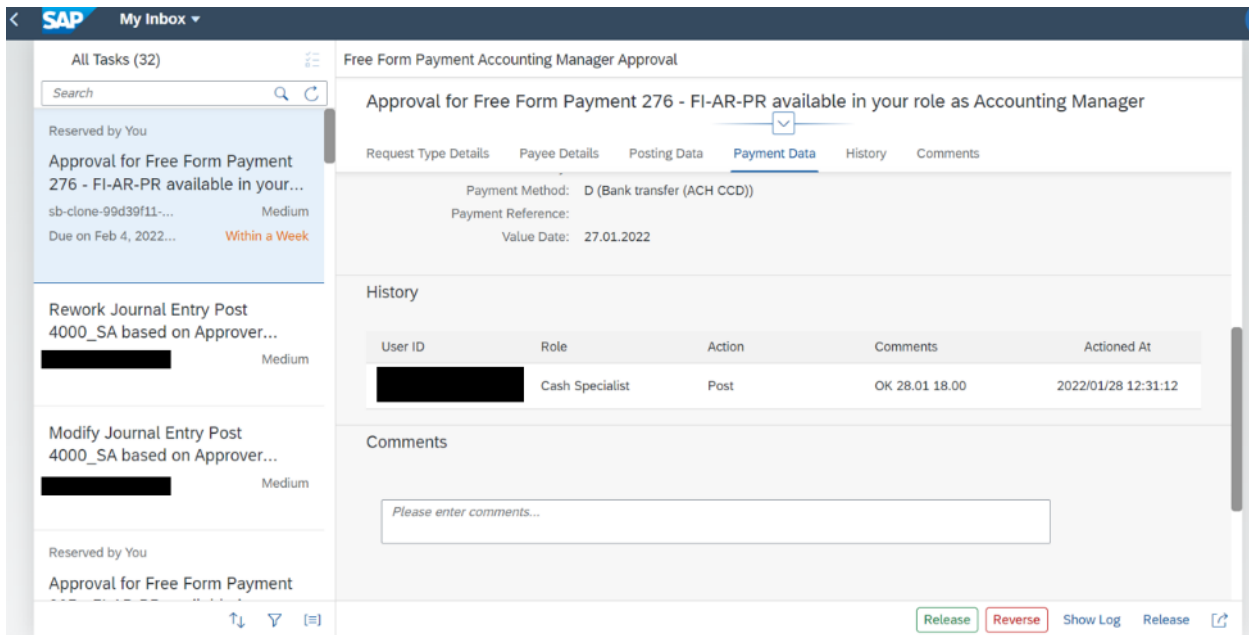 SAP My Inbox
All Tasks (32)
Search
Reserved by You
Approval for Free Form Payment
276 - FI-AR-PR available in your...
sb-clone-99d39f11-... Medium
Due on Feb 4, 2022... Within a Week
Rework Journal Entry Post
4000_SA based on Approver...
Medium
Modify Journal Entry Post
4000_SA based on Approver...
Medium
Reserved by You
Approval for Free Form Payment
Free Form Payment Accounting Manager Approval
Approval for Free Form Payment 276 - FI-AR-PR available in your role as Accounting Manager
Request Type Details Payee Details Posting Data Payment Data History Comments
Payment Method: D (Bank transfer (ACH CCD))
Payment Reference:
Value Date: 27.01.2022
History
User ID Role Action Comments Actioned At
Cash Specialist Post OK 28.01 18.00 2022/01/28 12:31:12
Comments
Please enter comments...
Release Reverse Show Log Release